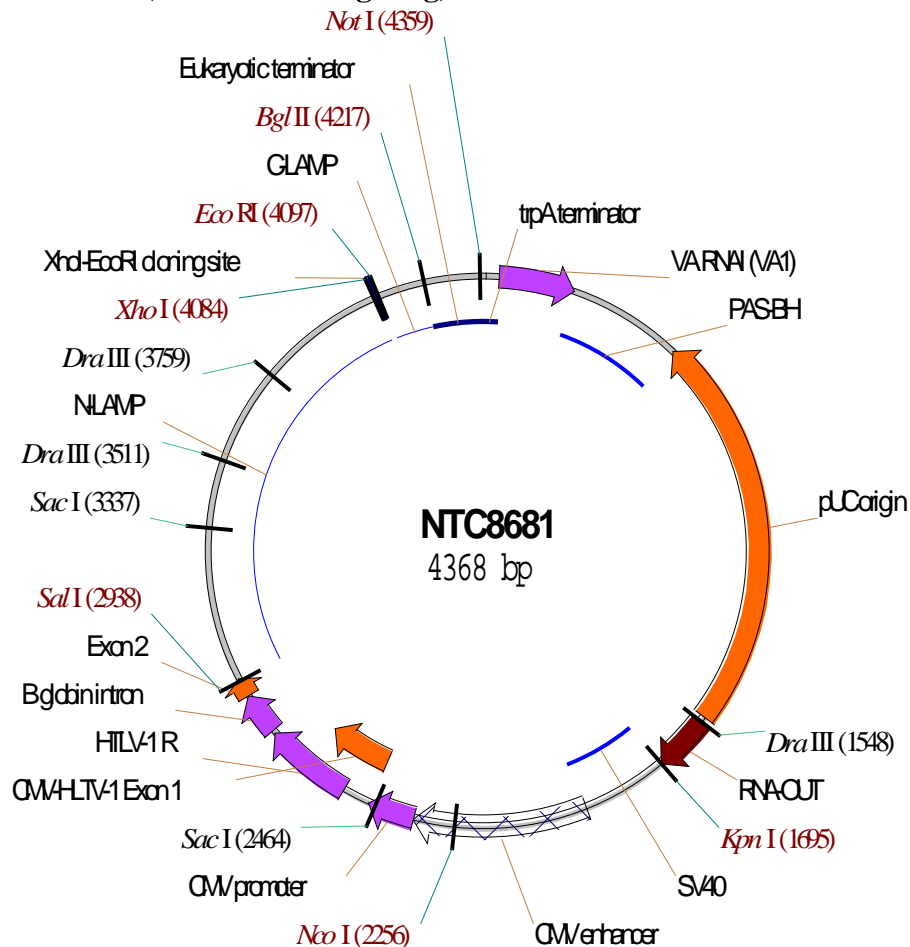 Not I (4359)
Eukaryotic terminator
Bgl II (4217)
C-LAMP
Eco RI (4097)
trpA terminator
XhoI-EcoRI cloning site
VA RNAI (VA1)
Xho I (4084)
PAS-BH
Dra III (3759)
N-LAMP
Dra III (3511)
Sac I (3337)
pUC origin
NTC8681
4368 bp
Sal I (2938)
Exon 2
B globin intron
HTLV-1 R
Dra III (1548)
CMV-HLTV-1 Exon 1
RNA-OUT
Sac I (2464)
Kpn I (1695)
CMV promoter
SV40
Nco I (2256)
CMV enhancer